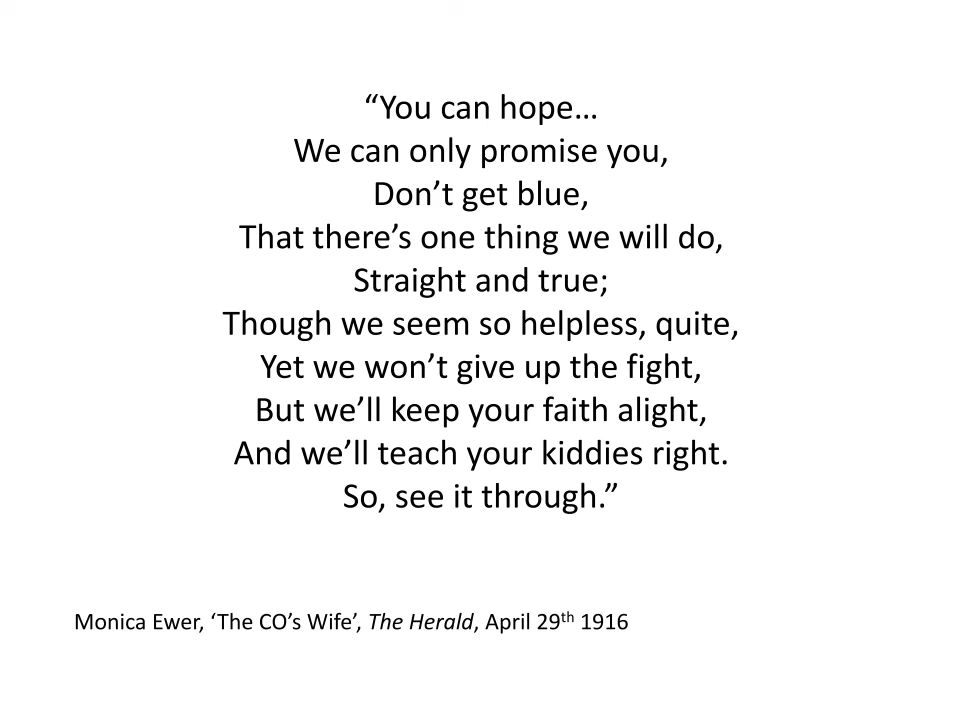 “You can hope…
We can only promise you,
Don’t get blue,
That there’s one thing we will do,
Straight and true;
Though we seem so helpless, quite,
Yet we won’t give up the fight,
But we’ll keep your faith alight,
And we’ll teach your kiddies right.
So, see it through.”
Monica Ewer, ‘The CO’s Wife’, The Herald, April 29th 1916